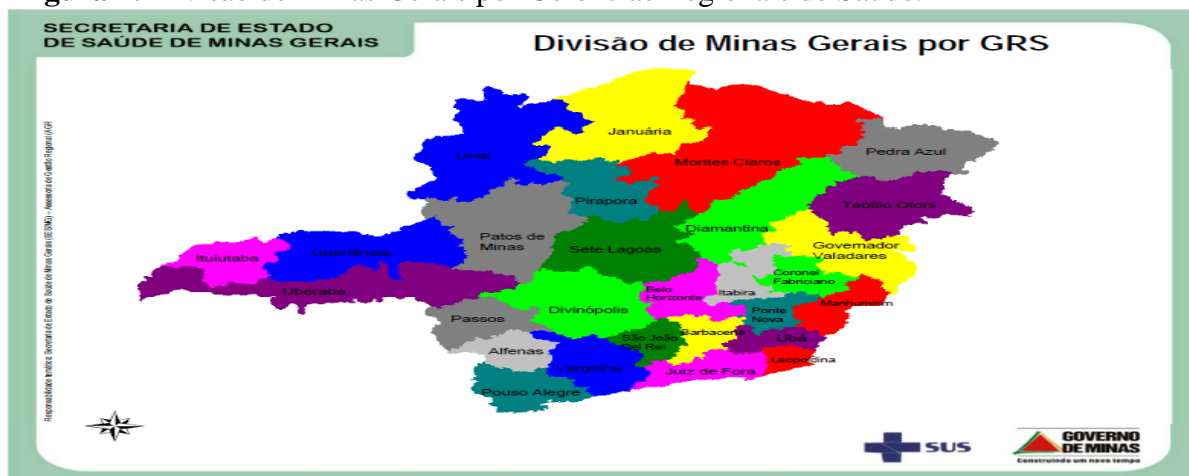 SECRETARIA DE ESTADO
DE SAÚDE DE MINAS GERAIS
Divisão de Minas Gerais por GRS
Januária
Unaí
Montes Claros
Pedra Azul
Pirapora
Teófilo Otoni
Diamantina
Patos de
Minas
Sete Lagoas
Governador
Valadares
Uberlândia
Ituiutaba
Coronel
Fabriciano
Uberaba
Belo
Horizonte
Itabira
Manhumirim
Divinópolis
Ponte
Nova
Passos
Barbacena
São João
Del Rei
Ubá
Alfenas
Leopoldina
Varginha
Juiz de Fora
Pouso Alegre
SUS
GOVERNO
DE MINAS
Construindo um novo tempo